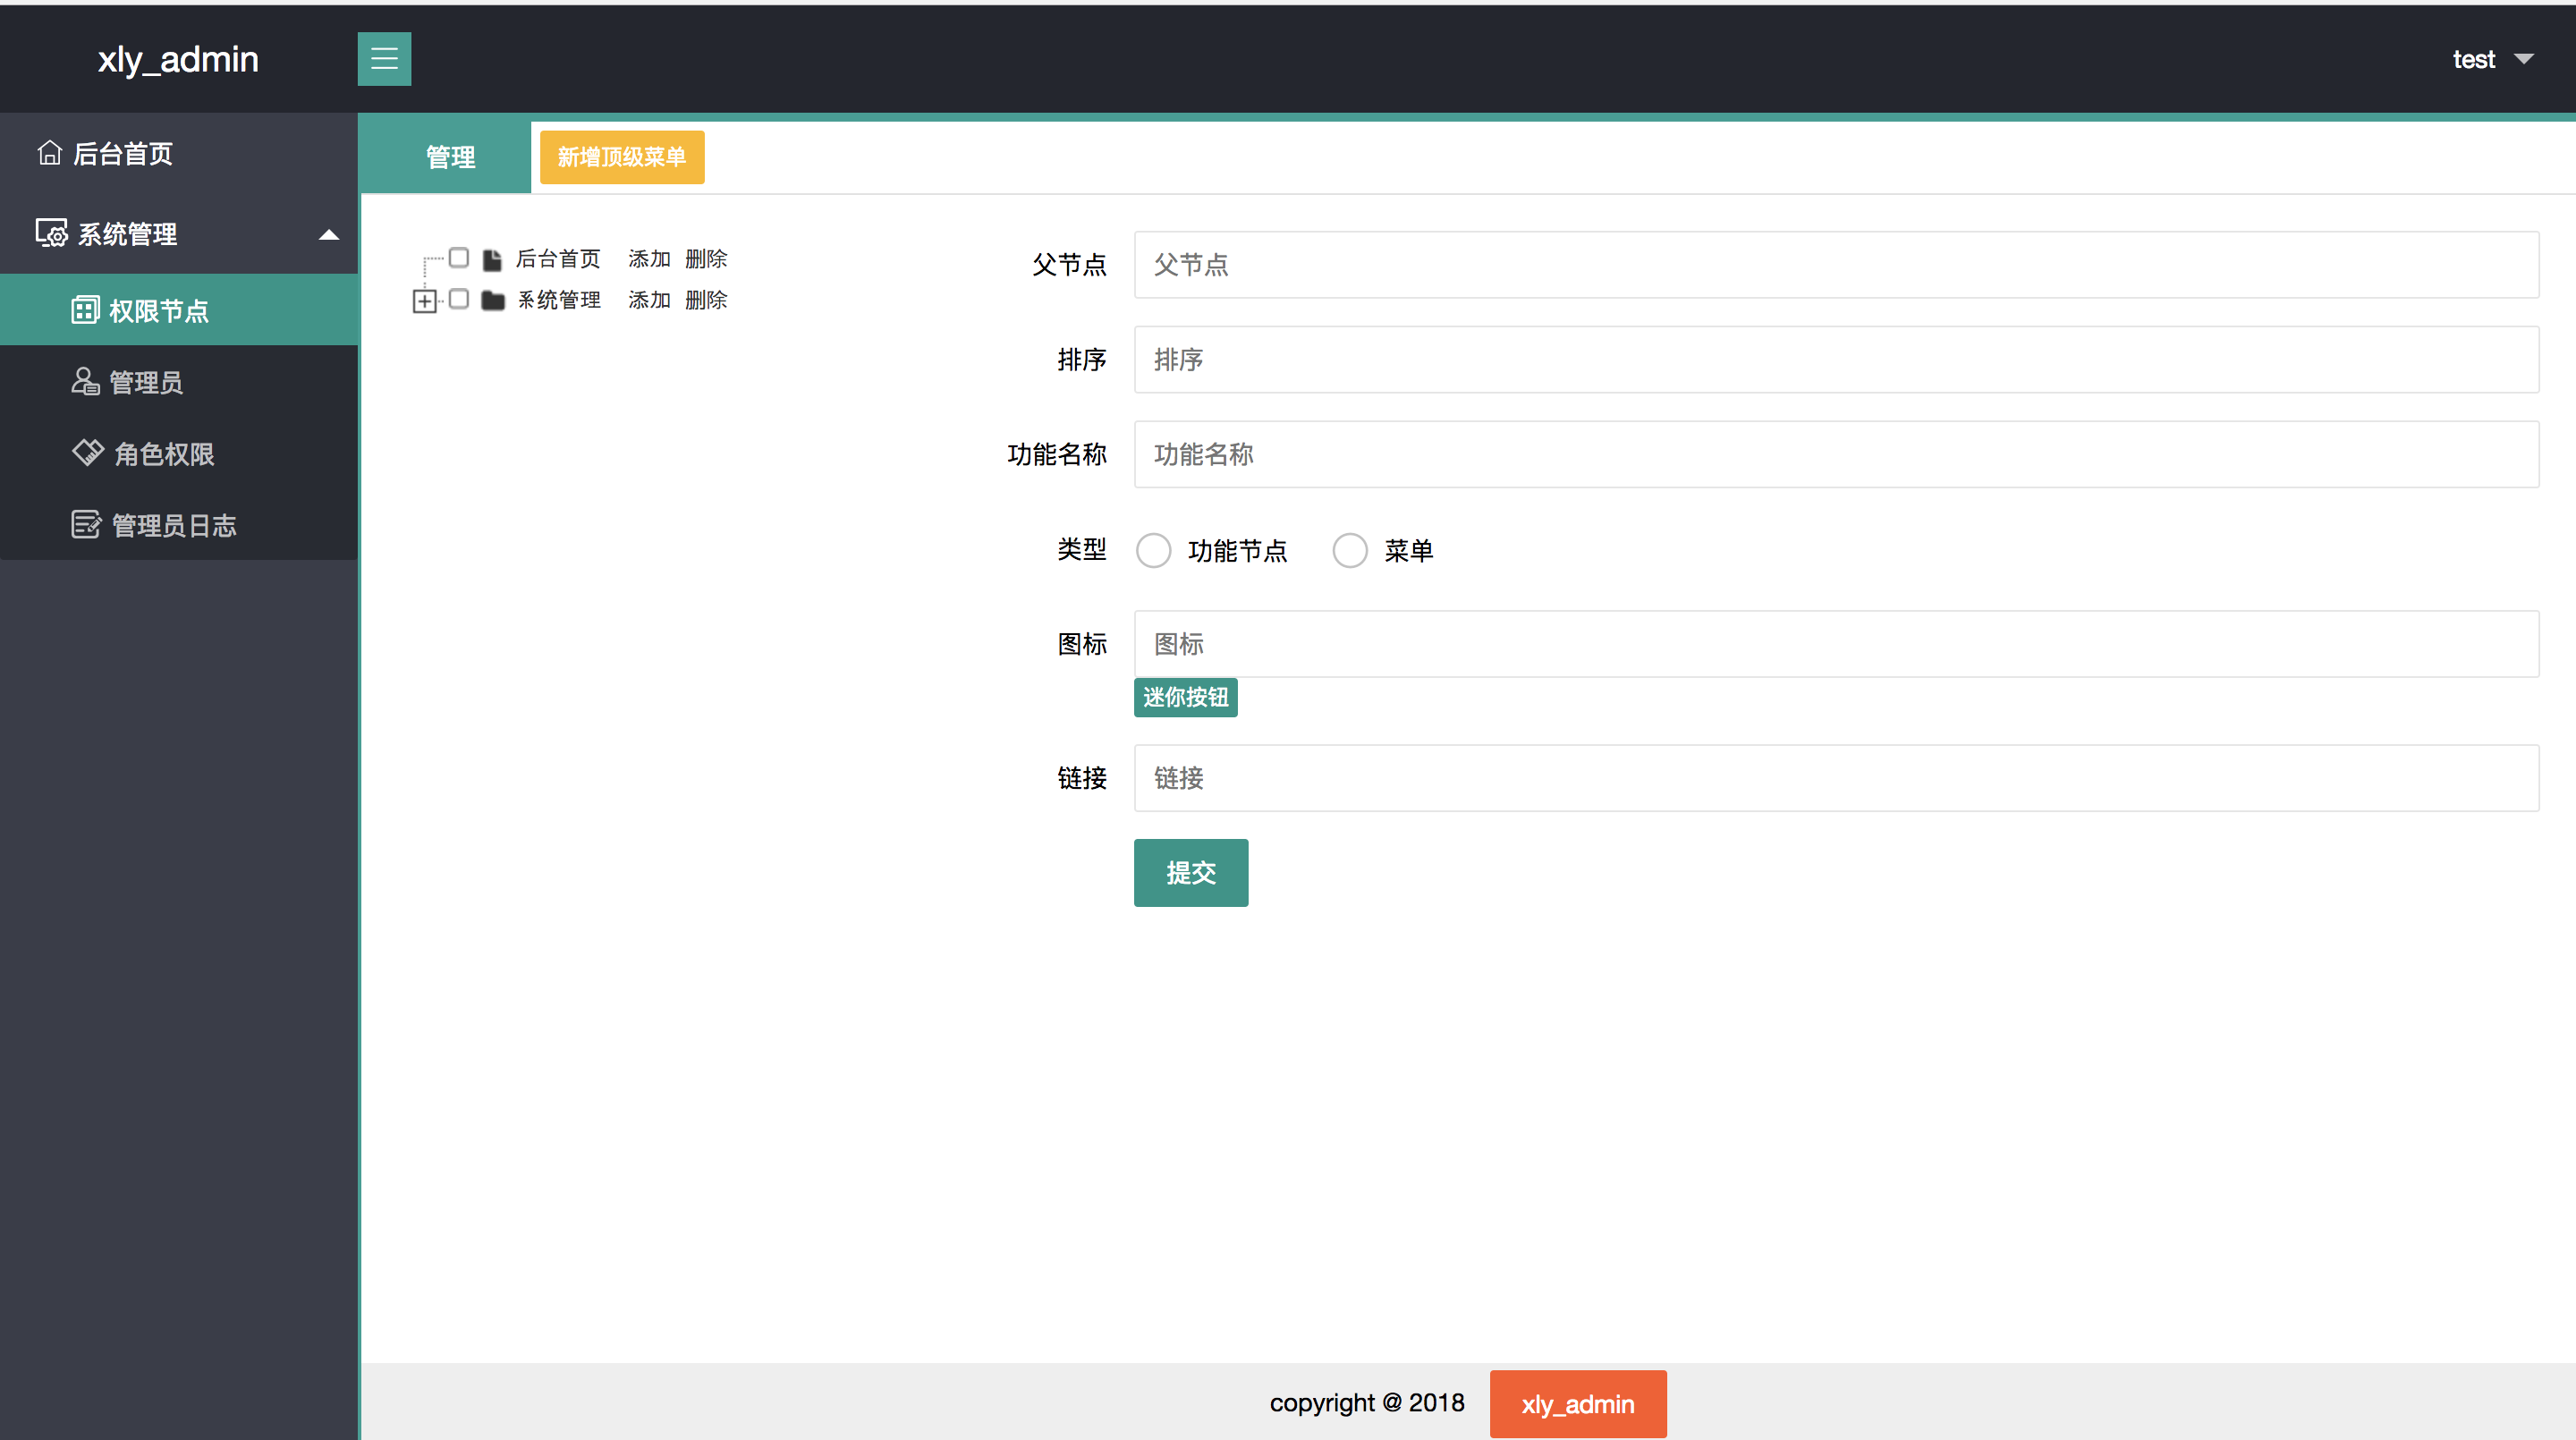 xly_admin
test
后台首页
系统管理
权限节点
管理员
角色权限
管理员日志
管理 新增顶级菜单
后台首页 添加 删除
系统管理 添加 删除
父节点 父节点
排序 排序
功能名称 功能名称
类型 功能节点 菜单
图标 图标
迷你按钮
链接 链接
提交
copyright @ 2018 xly_admin